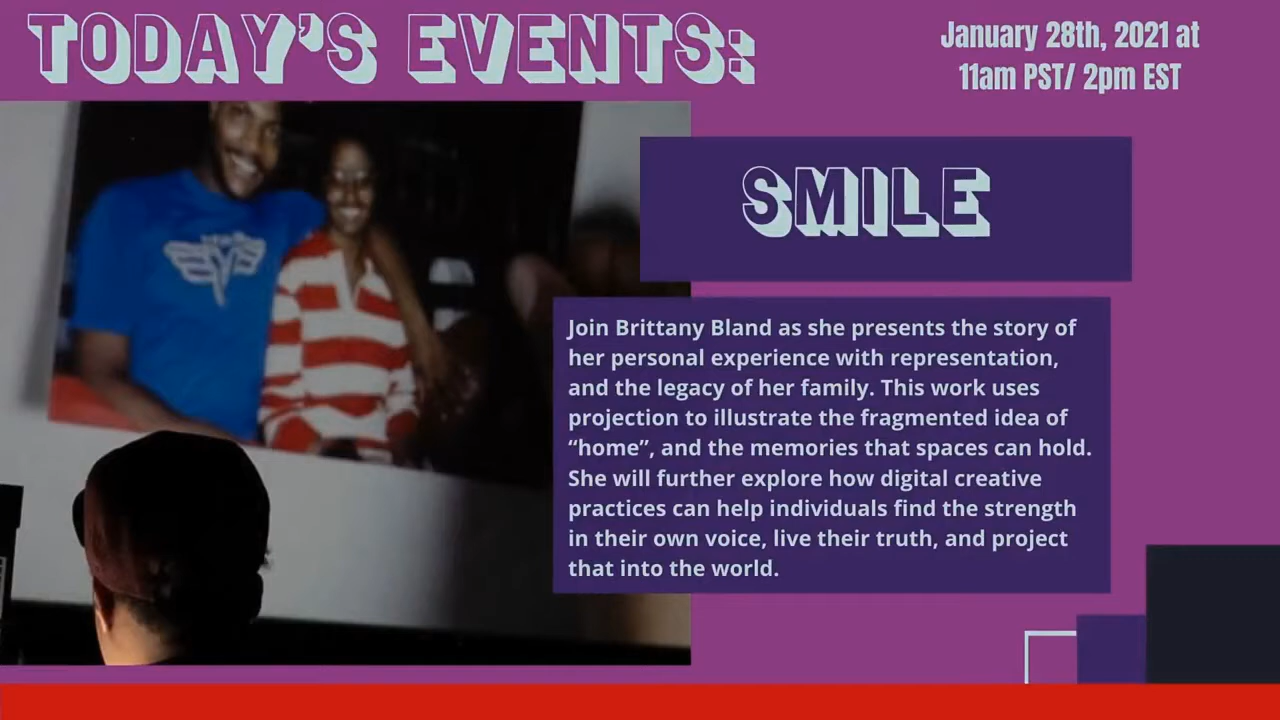 TODAY'S EVENTS:
January 28th, 2021 at
11am PST/ 2pm EST
SMILE
Join Brittany Bland as she presents the story of
her personal experience with representation,
and the legacy of her family. This work uses
projection to illustrate the fragmented idea of
“home”, and the memories that spaces can hold.
She will further explore how digital creative
practices can help individuals find the strength
in their own voice, live their truth, and project
that into the world.